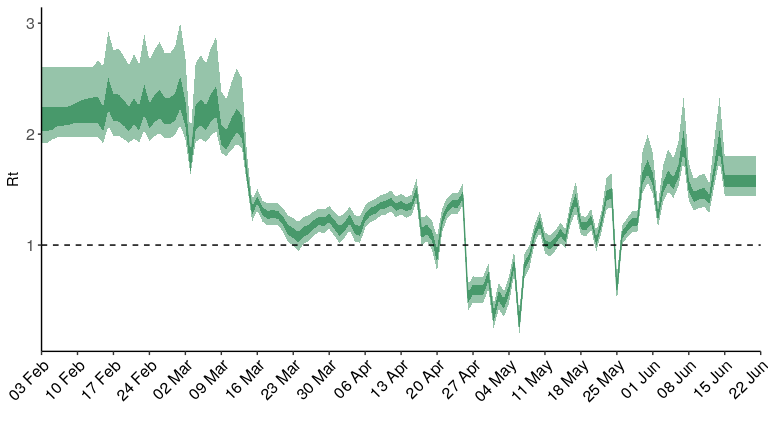 3
2
1
Rt
03 Feb
10 Feb
17 Feb
24 Feb
02 Mar
09 Mar
16 Mar
23 Mar
30 Mar
06 Apr
13 Apr
20 Apr
27 Apr
04 May
11 May
18 May
25 May
01 Jun
08 Jun
15 Jun
22 Jun